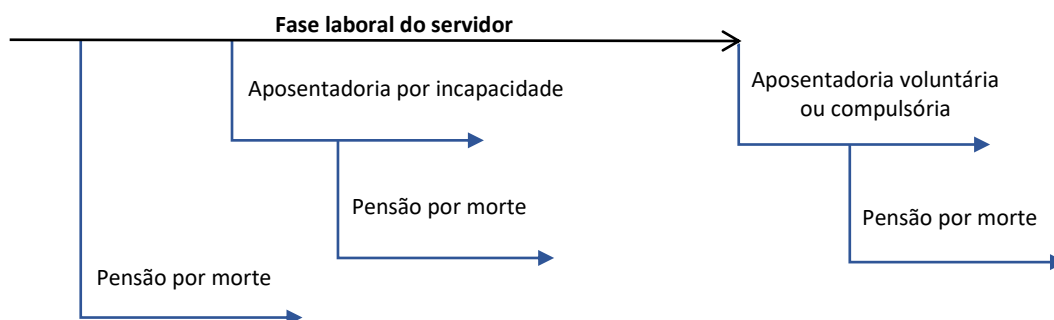 Fase laboral do servidor
Aposentadoria por incapacidade
Aposentadoria voluntária
ou compulsória
Pensão por morte
Pensão por morte
Pensão por morte